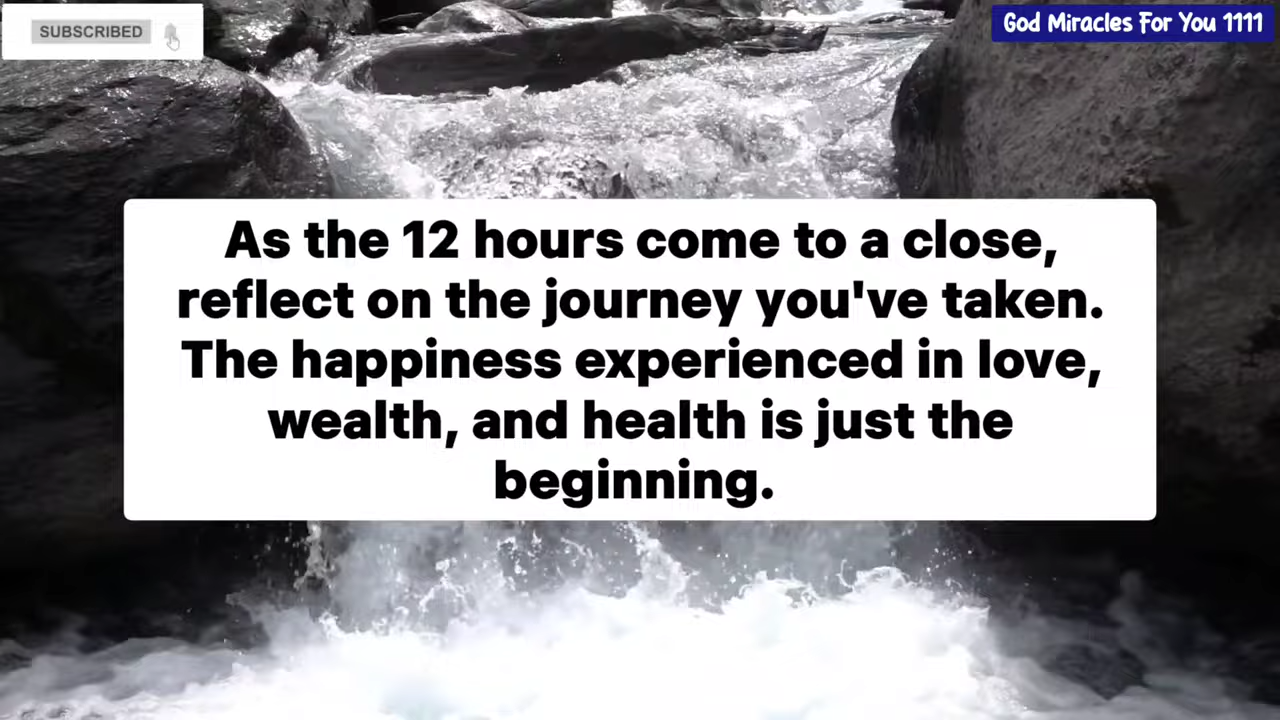 SUBSCRIBED
God Miracles For You 1111
As the 12 hours come to a close,
reflect on the journey you've taken.
The happiness experienced in love,
wealth, and health is just the
beginning.